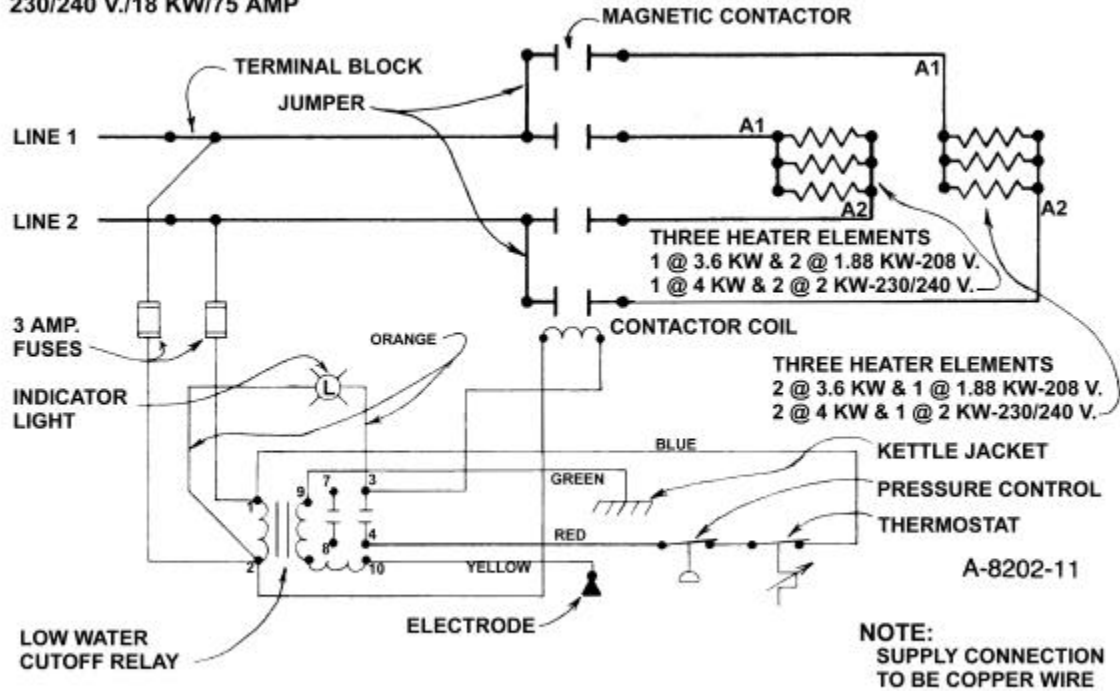 230/240 V./18 KW/75 AMP
MAGNETIC CONTACTOR
TERMINAL BLOCK
A1
JUMPER
LINE 1
A1
LINE 2
A2
A2
THREE HEATER ELEMENTS
1 @ 3.6 KW & 2 @ 1.88 KW-208 V.
1 @ 4 KW & 2 @ 2 KW-230/240 V.
3 AMP.
FUSES
ORANGE
CONTACTOR COIL
THREE HEATER ELEMENTS
2 @ 3.6 KW & 1 @ 1.88 KW-208 V.
2 @ 4 KW & 1 @ 2 KW-230/240 V.
INDICATOR
LIGHT
L
BLUE
KETTLE JACKET
GREEN
PRESSURE CONTROL
1
9
7
3
THERMOSTAT
RED
2
8
4
10
YELLOW
A-8202-11
ELECTRODE
LOW WATER
CUTOFF RELAY
NOTE:
SUPPLY CONNECTION
TO BE COPPER WIRE